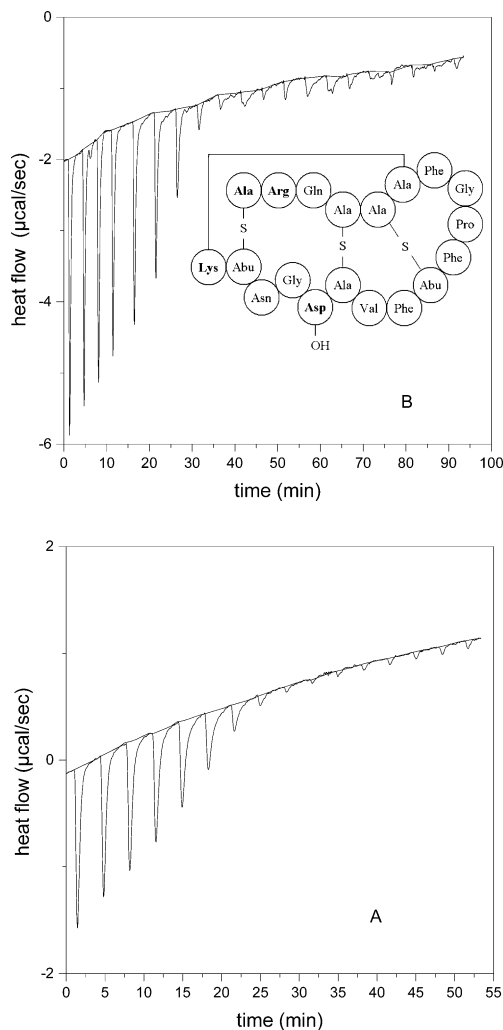 0
-2
-4
-6
heat flow (µcal/sec)
Ala Phe Gly Pro Phe
Ala Arg Gln Ala Ala
S S S
Lys Abu Asn Gly Asp Ala Val Phe Abu
OH
B
0 10 20 30 40 50 60 70 80 90 100
time (min)
2
1
0
-1
-2
heat flow (µcal/sec)
A
0 5 10 15 20 25 30 35 40 45 50 55
time (min)